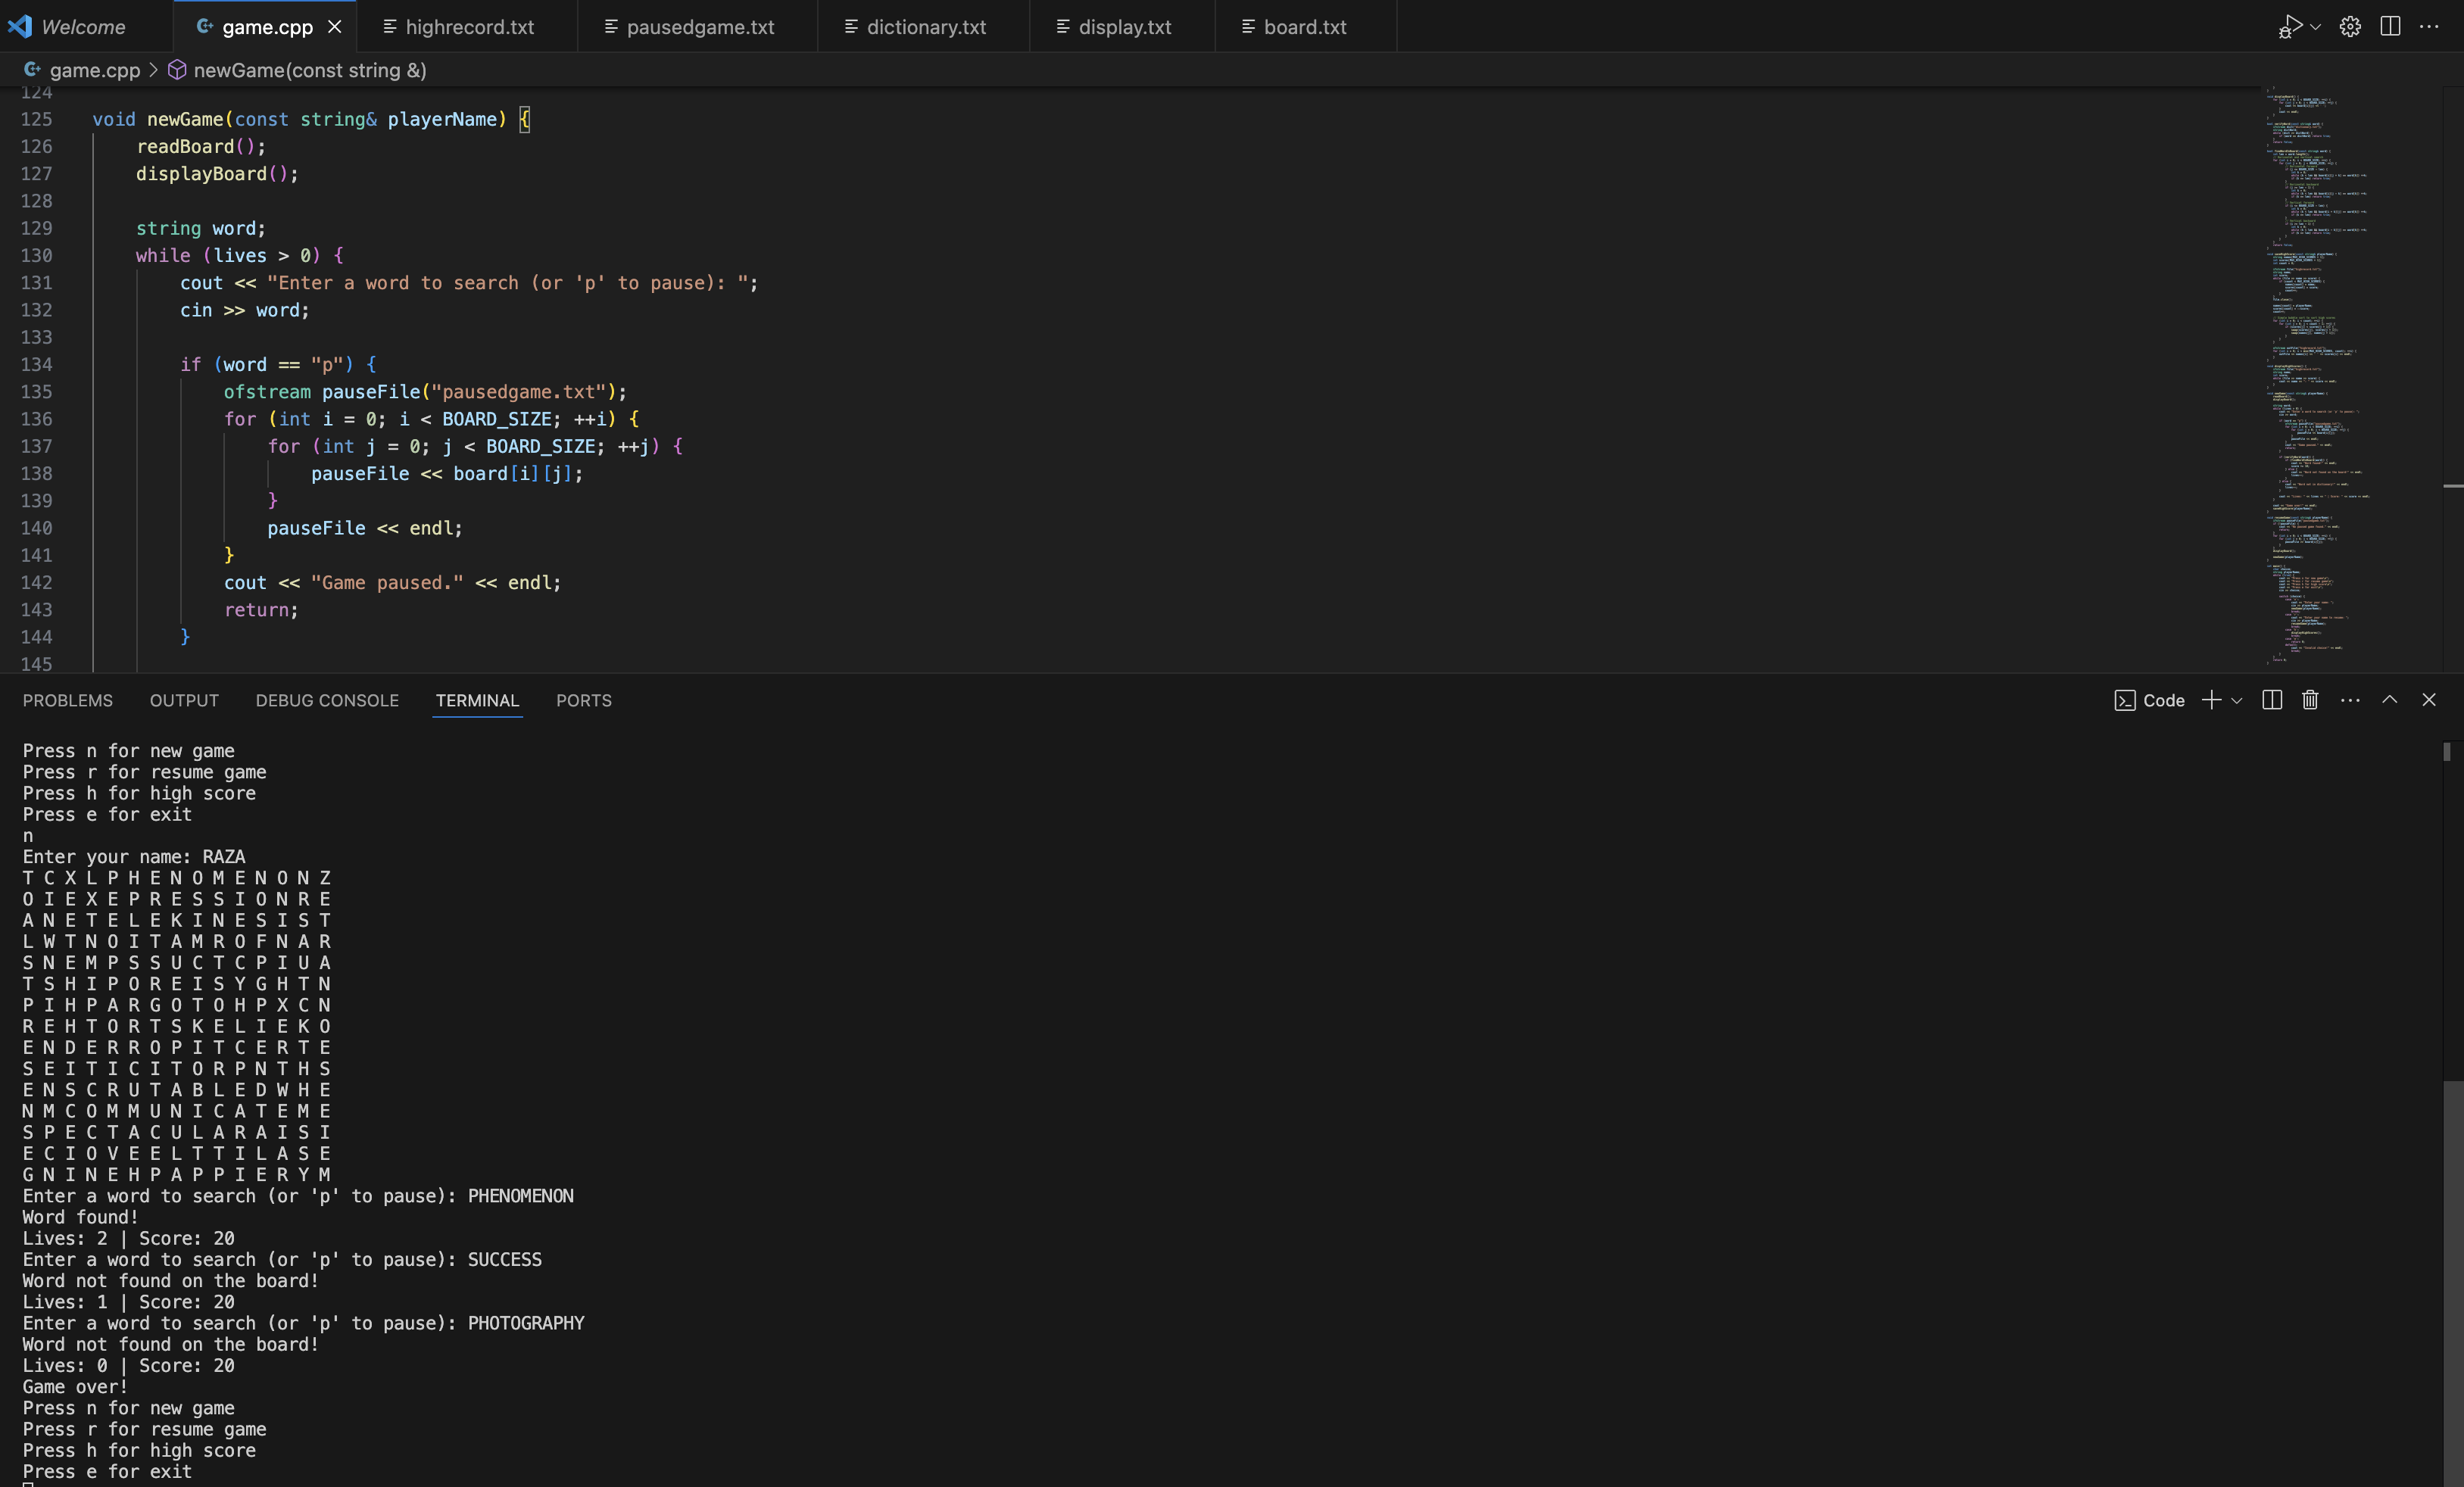 Welcome
game.cpp
highrecord.txt
pausedgame.txt
dictionary.txt
display.txt
board.txt
game.cpp > newGame(const string &)
124
125 void newGame(const string& playerName) {
126 readBoard();
127 displayBoard();
128
129 string word;
130 while (lives > 0) {
131 cout << "Enter a word to search (or 'p' to pause): ";
132 cin >> word;
133
134 if (word == "p") {
135 ofstream pauseFile("pausedgame.txt");
136 for (int i = 0; i < BOARD_SIZE; ++i) {
137 for (int j = 0; j < BOARD_SIZE; ++j) {
138 pauseFile << board[i][j];
139 }
140 pauseFile << endl;
141 }
142 cout << "Game paused." << endl;
143 return;
144 }
145
PROBLEMS OUTPUT DEBUG CONSOLE TERMINAL PORTS
Code
Press n for new game
Press r for resume game
Press h for high score
Press e for exit
n
Enter your name: RAZA
T C X L P H E N O M E N O N Z
O I E X E P R E S S I O N R E
A N E T E L E K I N E S I S T
L W T N O I T A M R O F N A R
S N E M P S S U C T C P I U A
T S H I P O R E I S Y G H T N
P I H P A R G O T O H P X C N
R E H T O R T S K E L I E K O
E N D E R R O P I T C E R T E
S E I T I C I T O R P N T H S
E N S C R U T A B L E D W H E
N M C O M M U N I C A T E M E
S P E C T A C U L A R A I S I
E C I O V E E L T T I L A S E
G N I N E H P A P P I E R Y M
Enter a word to search (or 'p' to pause): PHENOMENON
Word found!
Lives: 2 | Score: 20
Enter a word to search (or 'p' to pause): SUCCESS
Word not found on the board!
Lives: 1 | Score: 20
Enter a word to search (or 'p' to pause): PHOTOGRAPHY
Word not found on the board!
Lives: 0 | Score: 20
Game over!
Press n for new game
Press r for resume game
Press h for high score
Press e for exit